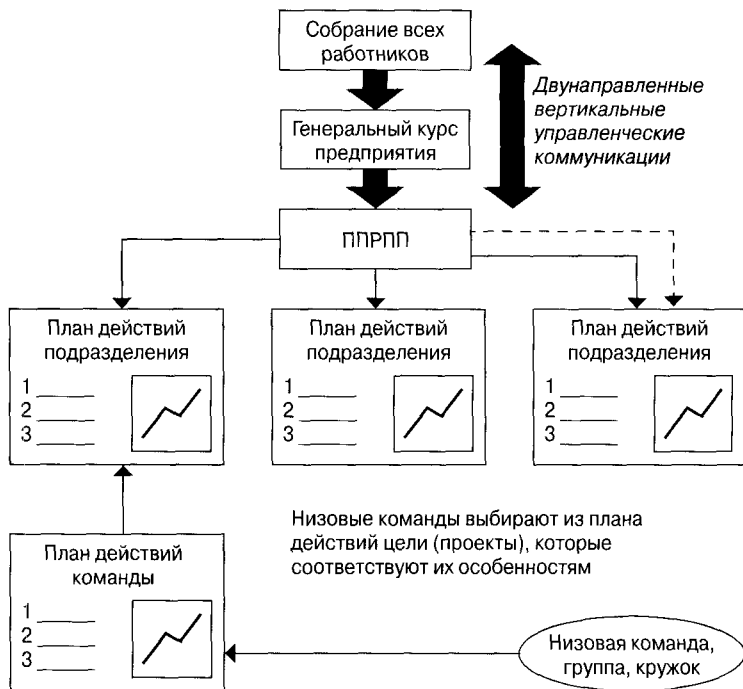 Собрание всех
работников
Двунаправленные
вертикальные
управленческие
коммуникации
Генеральный курс
предприятия
ППРПП
План действий
подразделения
1
2
3
План действий
подразделения
1
2
3
План действий
подразделения
1
2
3
Низовые команды выбирают из плана
действий цели (проекты), которые
соответствуют их особенностям
План действий
команды
1
2
3
Низовая команда,
группа, кружок